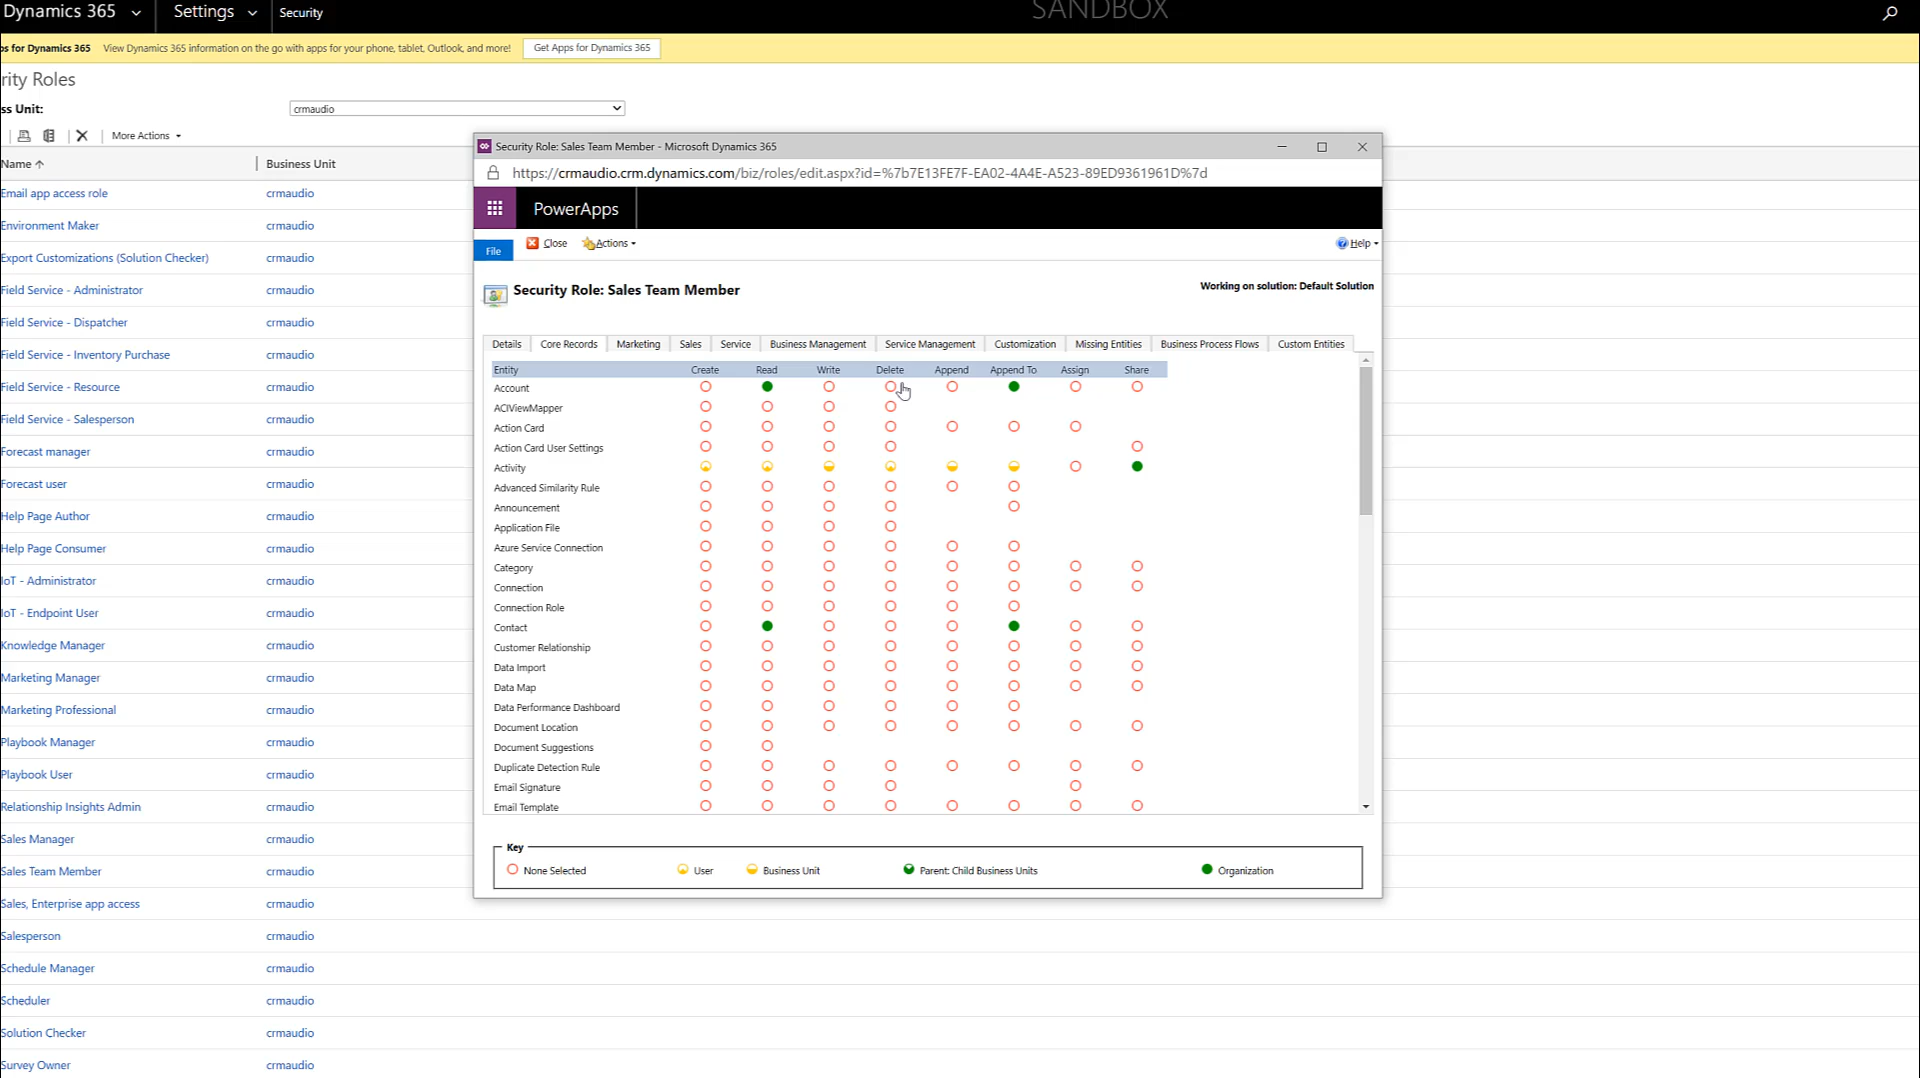 Dynamics 365 Settings Security SANDBOX
ps for Dynamics 365 View Dynamics 365 information on the go with apps for your phone, tablet, Outlook, and more! Get Apps for Dynamics 365
rity Roles
ss Unit: crmaudio
More Actions
Name Business Unit
Email app access role crmaudio
Environment Maker crmaudio
Export Customizations (Solution Checker) crmaudio
Field Service - Administrator crmaudio
Field Service - Dispatcher crmaudio
Field Service - Inventory Purchase crmaudio
Field Service - Resource crmaudio
Field Service - Salesperson crmaudio
Forecast manager crmaudio
Forecast user crmaudio
Help Page Author crmaudio
Help Page Consumer crmaudio
IoT - Administrator crmaudio
IoT - Endpoint User crmaudio
Knowledge Manager crmaudio
Marketing Manager crmaudio
Marketing Professional crmaudio
Playbook Manager crmaudio
Playbook User crmaudio
Relationship Insights Admin crmaudio
Sales Manager crmaudio
Sales Team Member crmaudio
Sales, Enterprise app access crmaudio
Salesperson crmaudio
Schedule Manager crmaudio
Scheduler crmaudio
Solution Checker crmaudio
Survey Owner crmaudio
Security Role: Sales Team Member - Microsoft Dynamics 365
https://crmaudio.crm.dynamics.com/biz/roles/edit.aspx?id=%7b7E13FE7F-EA02-4A4E-A523-89ED9361961D%7d
PowerApps
File Close Actions Help
Security Role: Sales Team Member Working on solution: Default Solution
Details Core Records Marketing Sales Service Business Management Service Management Customization Missing Entities Business Process Flows Custom Entities
Entity Create Read Write Delete Append Append To Assign Share
Account
ACIViewMapper
Action Card
Action Card User Settings
Activity
Advanced Similarity Rule
Announcement
Application File
Azure Service Connection
Category
Connection
Connection Role
Contact
Customer Relationship
Data Import
Data Map
Data Performance Dashboard
Document Location
Document Suggestions
Duplicate Detection Rule
Email Signature
Email Template
Key
None Selected User Business Unit Parent: Child Business Units Organization